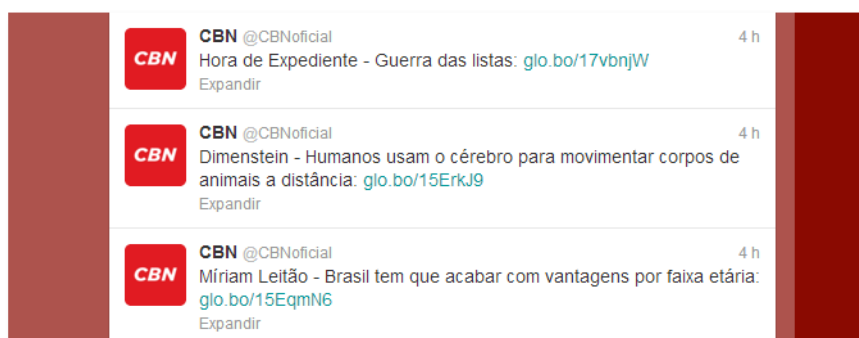 CBN @CBNoficial 4 h
CBN Hora de Expediente - Guerra das listas: glo.bo/17vbnjW
Expandir
CBN @CBNoficial 4 h
CBN Dimenstein - Humanos usam o cérebro para movimentar corpos de
animais a distância: glo.bo/15ErkJ9
Expandir
CBN @CBNoficial 4 h
CBN Míriam Leitão - Brasil tem que acabar com vantagens por faixa etária:
glo.bo/15EqmN6
Expandir